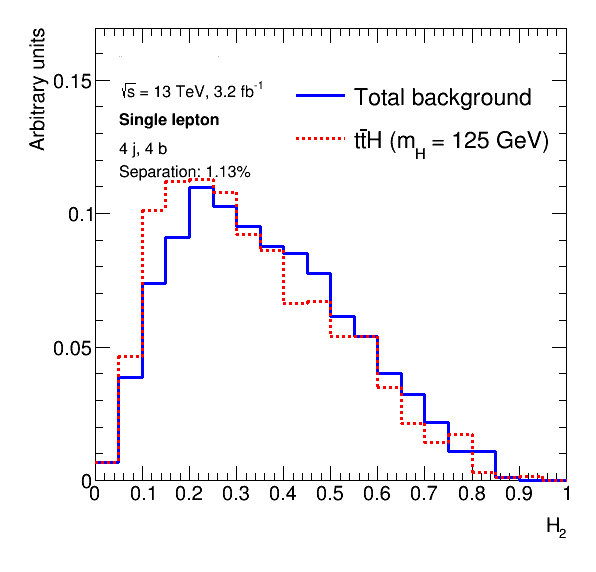 Arbitrary units
0.15
0.1
0.05
0
√s = 13 TeV, 3.2 fb⁻¹
Single lepton
4 j, 4 b
Separation: 1.13%
Total background
tt̄H (m_H = 125 GeV)
0 0.1 0.2 0.3 0.4 0.5 0.6 0.7 0.8 0.9 1
H₂